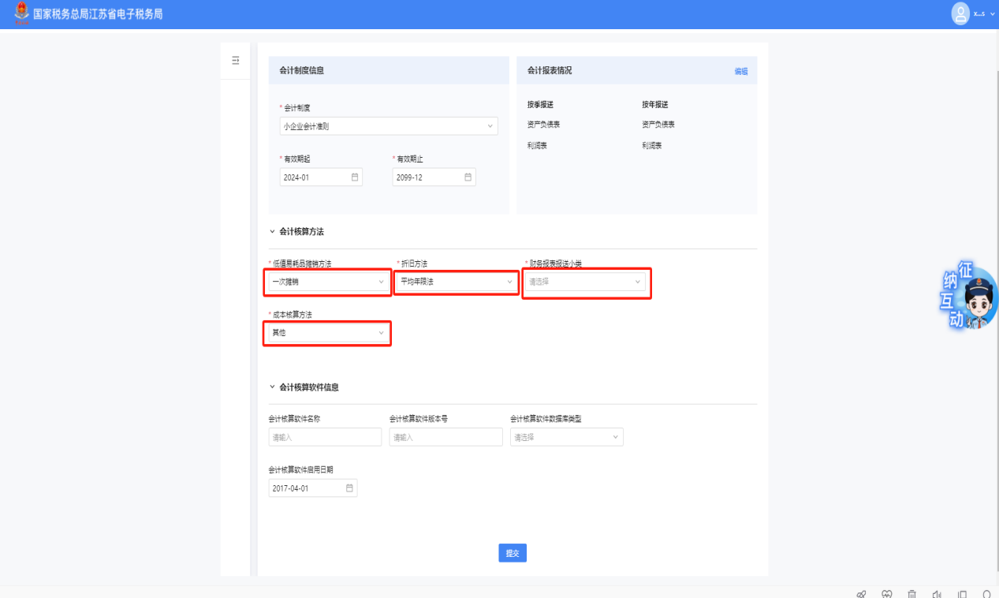 国家税务总局江苏省电子税务局
x...s
会计制度信息
* 会计制度
小企业会计准则
* 有效期起
* 有效期止
2024-01
2099-12
会计报表情况
编辑
按季报送
按年报送
资产负债表
资产负债表
利润表
利润表
会计核算方法
* 低值易耗品摊销方法
* 折旧方法
* 财务报表报送小类
一次摊销
平均年限法
请选择
* 成本核算方法
其他
征纳互动
会计核算软件信息
会计核算软件名称
会计核算软件版本号
会计核算软件数据库类型
请输入
请输入
请选择
会计核算软件启用日期
2017-04-01
提交